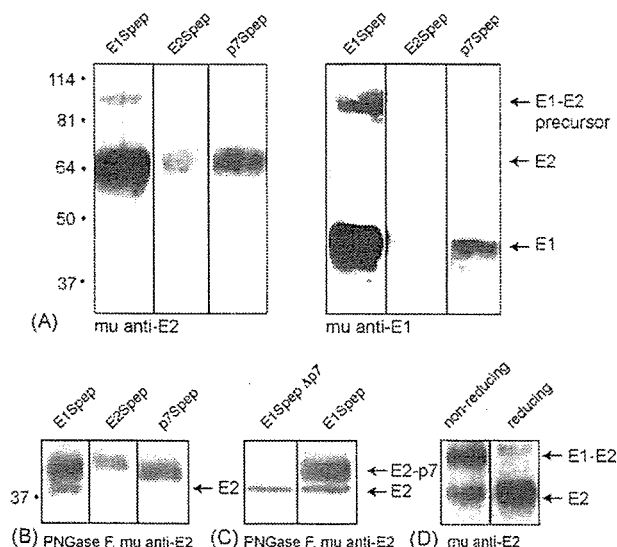 E1Spep E2Spep p7Spep
E1Spep E2Spep p7Spep
114
81
64
50
37
E1-E2 precursor
E2
E1
(A) mu anti-E2
mu anti-E1
E1Spep E2Spep p7Spep
37
E2
(B) PNGase F, mu anti-E2
E1Spep Δp7 E1Spep
E2-p7
E2
(C) PNGase F, mu anti-E2
non-reducing reducing
E1-E2
E2
(D) mu anti-E2